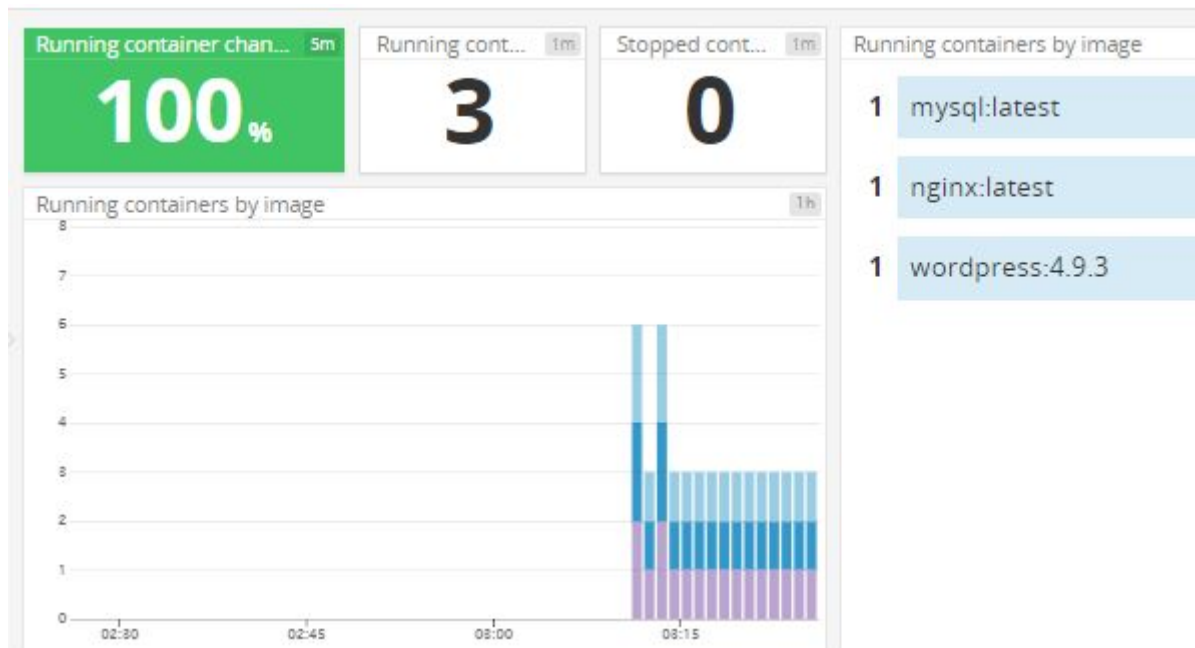 Running container chan... 5m
100%
Running cont... 1m
3
Stopped cont... 1m
0
Running containers by image 1h
8
7
6
5
4
3
2
1
0
02:30 02:45 03:00 03:15
Running containers by image
1 mysql:latest
1 nginx:latest
1 wordpress:4.9.3